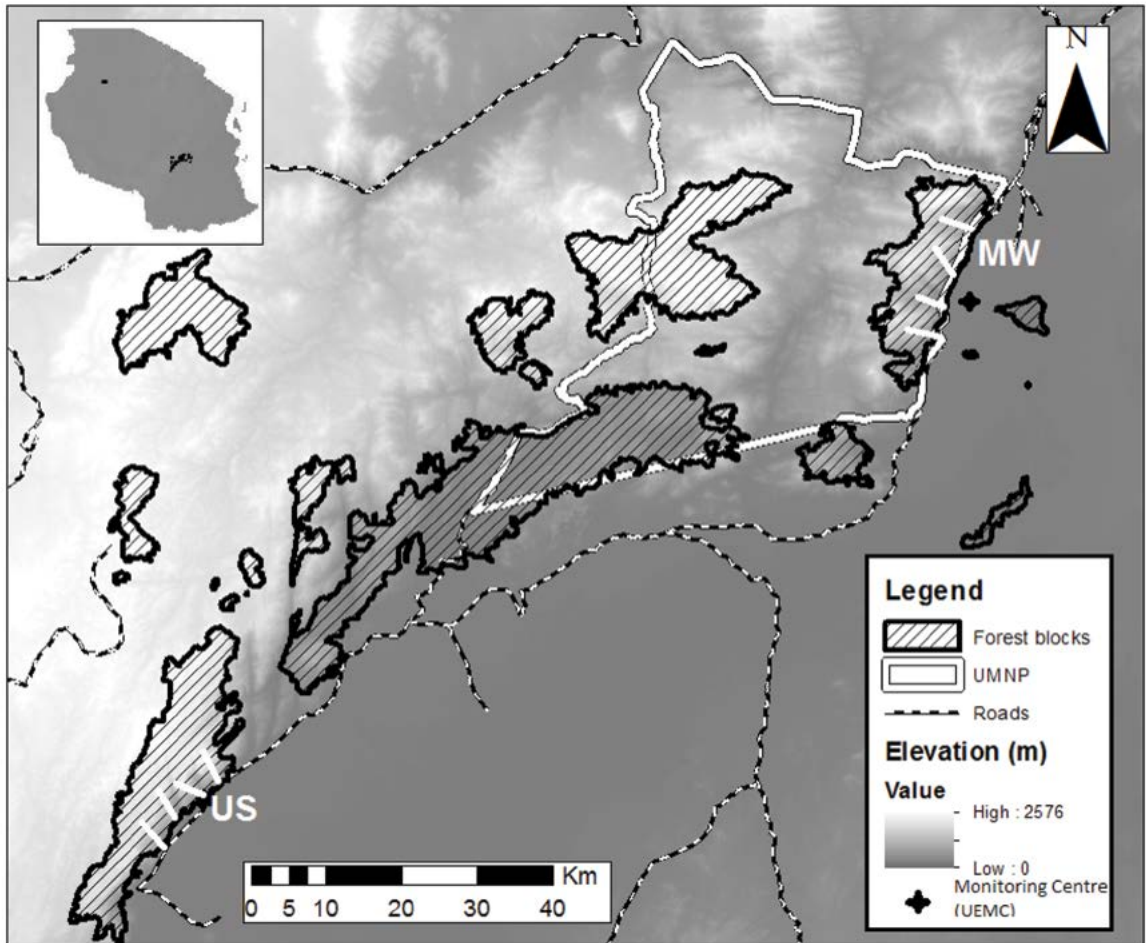 N
MW
US
Legend
Forest blocks
UMNP
Roads
Elevation (m)
Value
High : 2576
Low : 0
Monitoring Centre
(UEMC)
Km
0 5 10 20 30 40